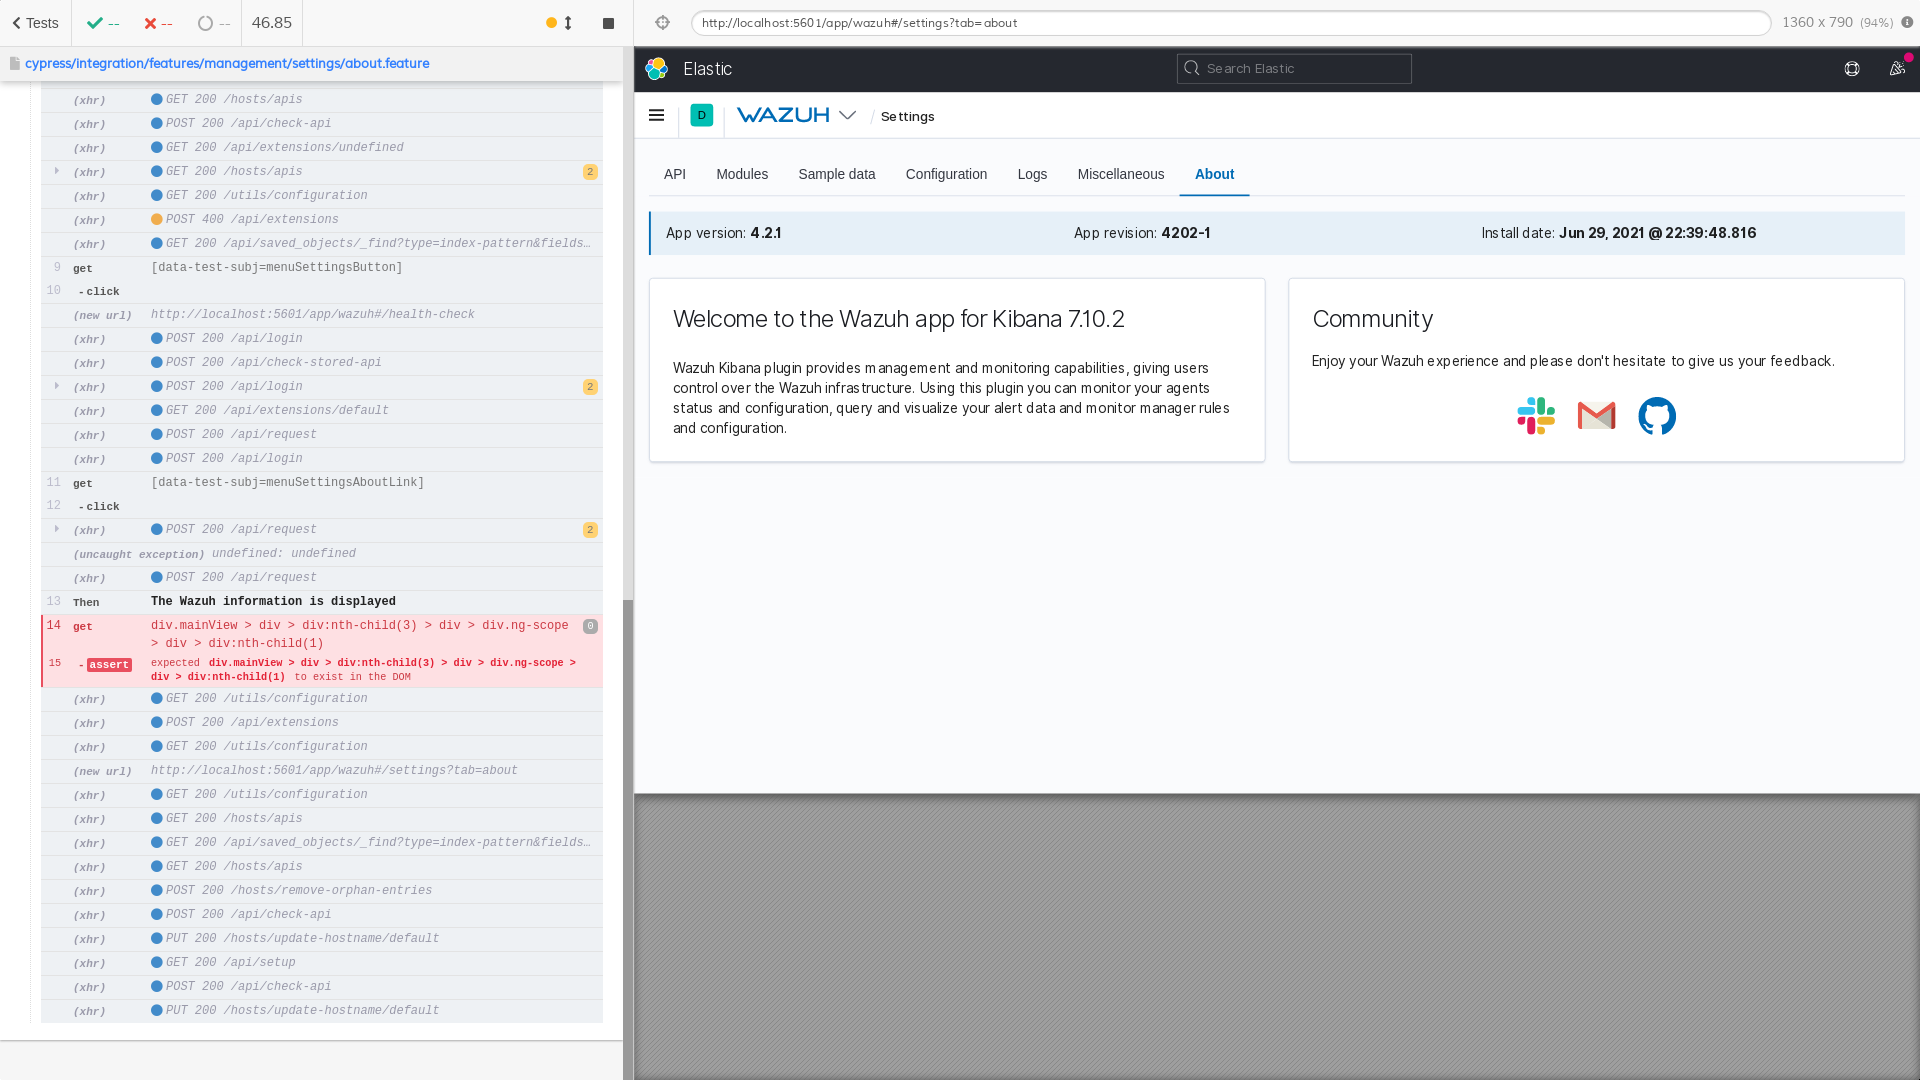 Tests
--
--
--
46.85
http://localhost:5601/app/wazuh#/settings?tab=about
1360 x 790 (94%)
cypress/integration/features/management/settings/about.feature
(xhr) GET 200 /hosts/apis
(xhr) POST 200 /api/check-api
(xhr) GET 200 /api/extensions/undefined
(xhr) GET 200 /hosts/apis 2
(xhr) GET 200 /utils/configuration
(xhr) POST 400 /api/extensions
(xhr) GET 200 /api/saved_objects/_find?type=index-pattern&fields…
9 get [data-test-subj=menuSettingsButton]
10 - click
(new url) http://localhost:5601/app/wazuh#/health-check
(xhr) POST 200 /api/login
(xhr) POST 200 /api/check-stored-api
(xhr) POST 200 /api/login 2
(xhr) GET 200 /api/extensions/default
(xhr) POST 200 /api/request
(xhr) POST 200 /api/login
11 get [data-test-subj=menuSettingsAboutLink]
12 - click
(xhr) POST 200 /api/request 2
(uncaught exception) undefined: undefined
(xhr) POST 200 /api/request
13 Then The Wazuh information is displayed
14 get div.mainView > div > div:nth-child(3) > div > div.ng-scope 0
> div > div:nth-child(1)
15 - assert expected div.mainView > div > div:nth-child(3) > div > div.ng-scope >
div > div:nth-child(1) to exist in the DOM
(xhr) GET 200 /utils/configuration
(xhr) POST 200 /api/extensions
(xhr) GET 200 /utils/configuration
(new url) http://localhost:5601/app/wazuh#/settings?tab=about
(xhr) GET 200 /utils/configuration
(xhr) GET 200 /hosts/apis
(xhr) GET 200 /api/saved_objects/_find?type=index-pattern&fields…
(xhr) GET 200 /hosts/apis
(xhr) POST 200 /hosts/remove-orphan-entries
(xhr) POST 200 /api/check-api
(xhr) PUT 200 /hosts/update-hostname/default
(xhr) GET 200 /api/setup
(xhr) POST 200 /api/check-api
(xhr) PUT 200 /hosts/update-hostname/default
Elastic
Search Elastic
D
WAZUH
/ Settings
API Modules Sample data Configuration Logs Miscellaneous About
App version: 4.2.1 App revision: 4202-1 Install date: Jun 29, 2021 @ 22:39:48.816
Welcome to the Wazuh app for Kibana 7.10.2
Wazuh Kibana plugin provides management and monitoring capabilities, giving users
control over the Wazuh infrastructure. Using this plugin you can monitor your agents
status and configuration, query and visualize your alert data and monitor manager rules
and configuration.
Community
Enjoy your Wazuh experience and please don't hesitate to give us your feedback.